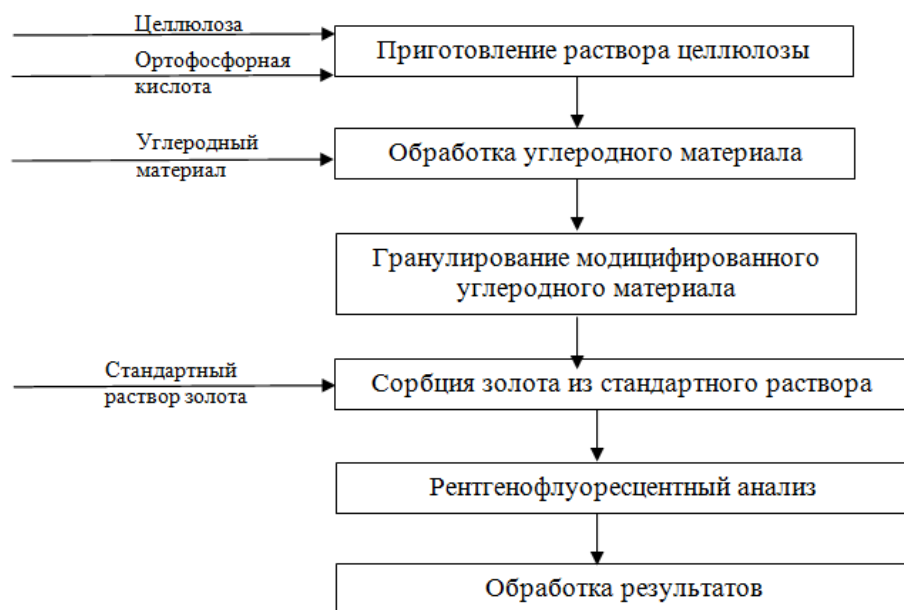 Целлюлоза
Приготовление раствора целлюлозы
Ортофосфорная
кислота
Углеродный
материал
Обработка углеродного материала
Гранулирование модицифированного
углеродного материала
Стандартный
раствор золота
Сорбция золота из стандартного раствора
Рентгенофлуоресцентный анализ
Обработка результатов